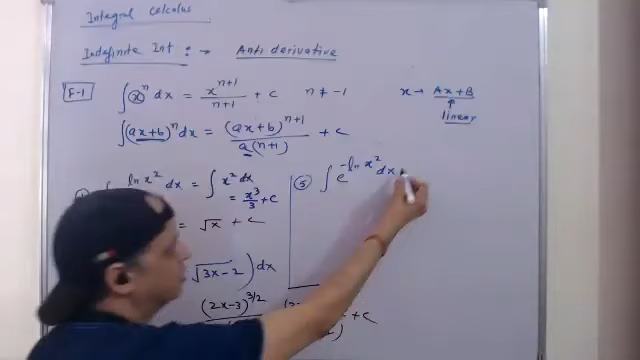 Integral calculus
Indefinite Int : → Anti derivative
F-1 ∫ x^n dx = x^(n+1)/(n+1) + c n ≠ -1
x → Ax + B
linear
∫ (ax+b)^n dx = (ax+b)^(n+1)/(a(n+1)) + c
ln x² dx = ∫ x² dx
= x³/3 + c
= √x + c
√3x-2 ) dx
(2x-3)^(3/2)
+ c
⑤ ∫ e^(-ln x²) dx